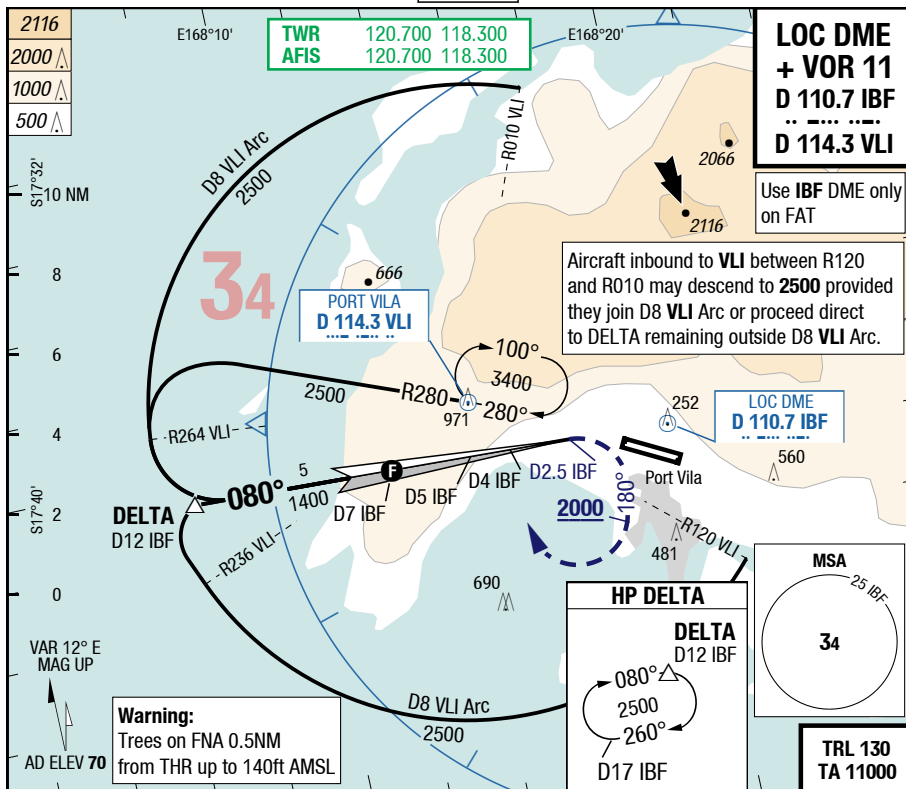 2116
2000
1000
500
E168°10'
TWR 120.700 118.300
AFIS 120.700 118.300
E168°20'
LOC DME
+ VOR 11
D 110.7 IBF
D 114.3 VLI
Use IBF DME only
on FAT
S17°32'
10 NM
8
6
4
2
0
S17°40'
D8 VLI Arc
2500
R010 VLI
2066
2116
34
666
PORT VILA
D 114.3 VLI
Aircraft inbound to VLI between R120
and R010 may descend to 2500 provided
they join D8 VLI Arc or proceed direct
to DELTA remaining outside D8 VLI Arc.
100°
3400
280°
2500
R280
971
252
LOC DME
D 110.7 IBF
560
R264 VLI
5
080°
1400
F
D7 IBF
D5 IBF
D4 IBF
D2.5 IBF
Port Vila
180°
2000
DELTA
D12 IBF
R236 VLI
R120 VLI
481
690
MSA
25 IBF
34
HP DELTA
DELTA
D12 IBF
080°
2500
260°
D17 IBF
VAR 12° E
MAG UP
AD ELEV 70
Warning:
Trees on FNA 0.5NM
from THR up to 140ft AMSL
D8 VLI Arc
2500
TRL 130
TA 11000